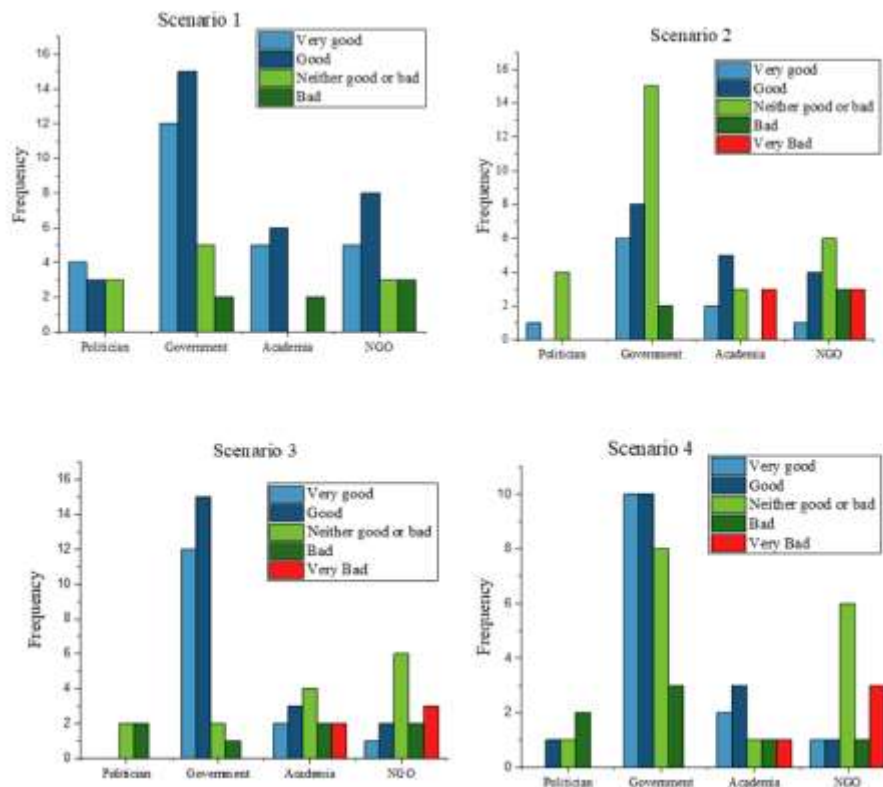 Scenario 1
Very good
Good
Neither good or bad
Bad
Frequency
16
14
12
10
8
6
4
2
0
Politician
Government
Academia
NGO
Scenario 2
Very good
Good
Neither good or bad
Bad
Very Bad
Frequency
16
14
12
10
8
6
4
2
0
Politician
Government
Academia
NGO
Scenario 3
Very good
Good
Neither good or bad
Bad
Very Bad
Frequency
16
14
12
10
8
6
4
2
0
Politician
Government
Academia
NGO
Scenario 4
Very good
Good
Neither good or bad
Bad
Very Bad
Frequency
10
8
6
4
2
0
Politician
Government
Academia
NGO